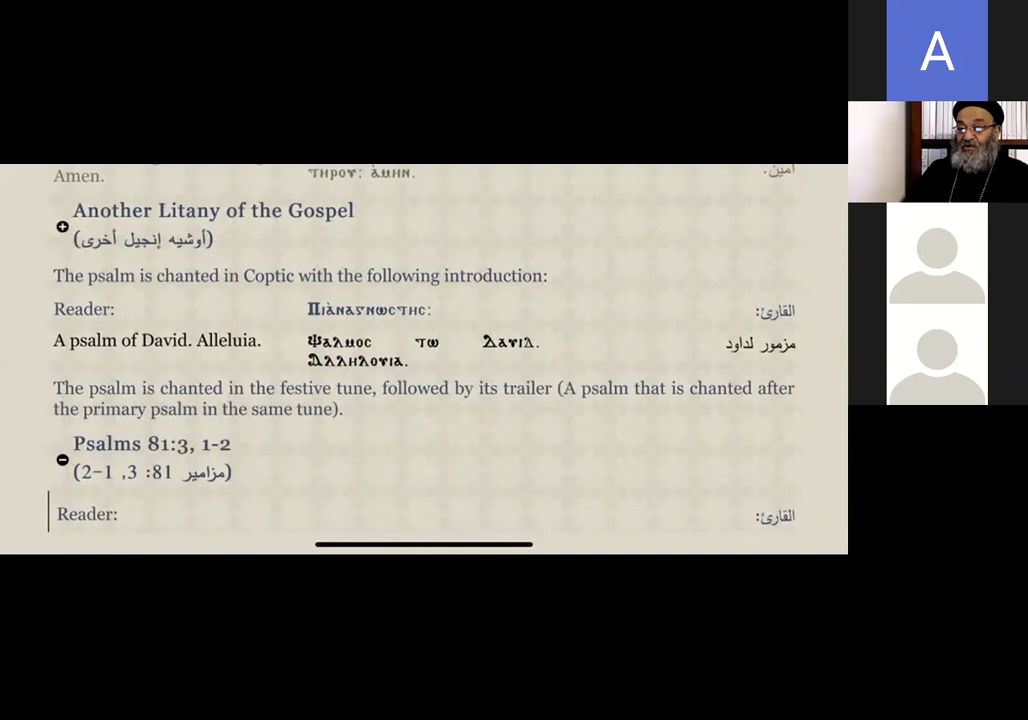 A
Amen. ⲧⲏⲣⲟⲩ: ⲁ̀ⲙⲏⲛ. آمين.
Another Litany of the Gospel
(أوشيه إنجيل أخرى)
The psalm is chanted in Coptic with the following introduction:
Reader: Ⲡⲓⲁ̀ⲛⲁⲅⲛⲱⲥⲧⲏⲥ: القارئ:
A psalm of David. Alleluia. Ⲯⲁⲗⲙⲟⲥ ⲧⲱ Ⲇⲁⲩⲓⲇ. مزمور لداود
Ⲁⲗⲗⲏⲗⲟⲩⲓⲁ.
The psalm is chanted in the festive tune, followed by its trailer (A psalm that is chanted after
the primary psalm in the same tune).
Psalms 81:3, 1-2
(مزامير 81: 3, 1–2)
Reader: القارئ: